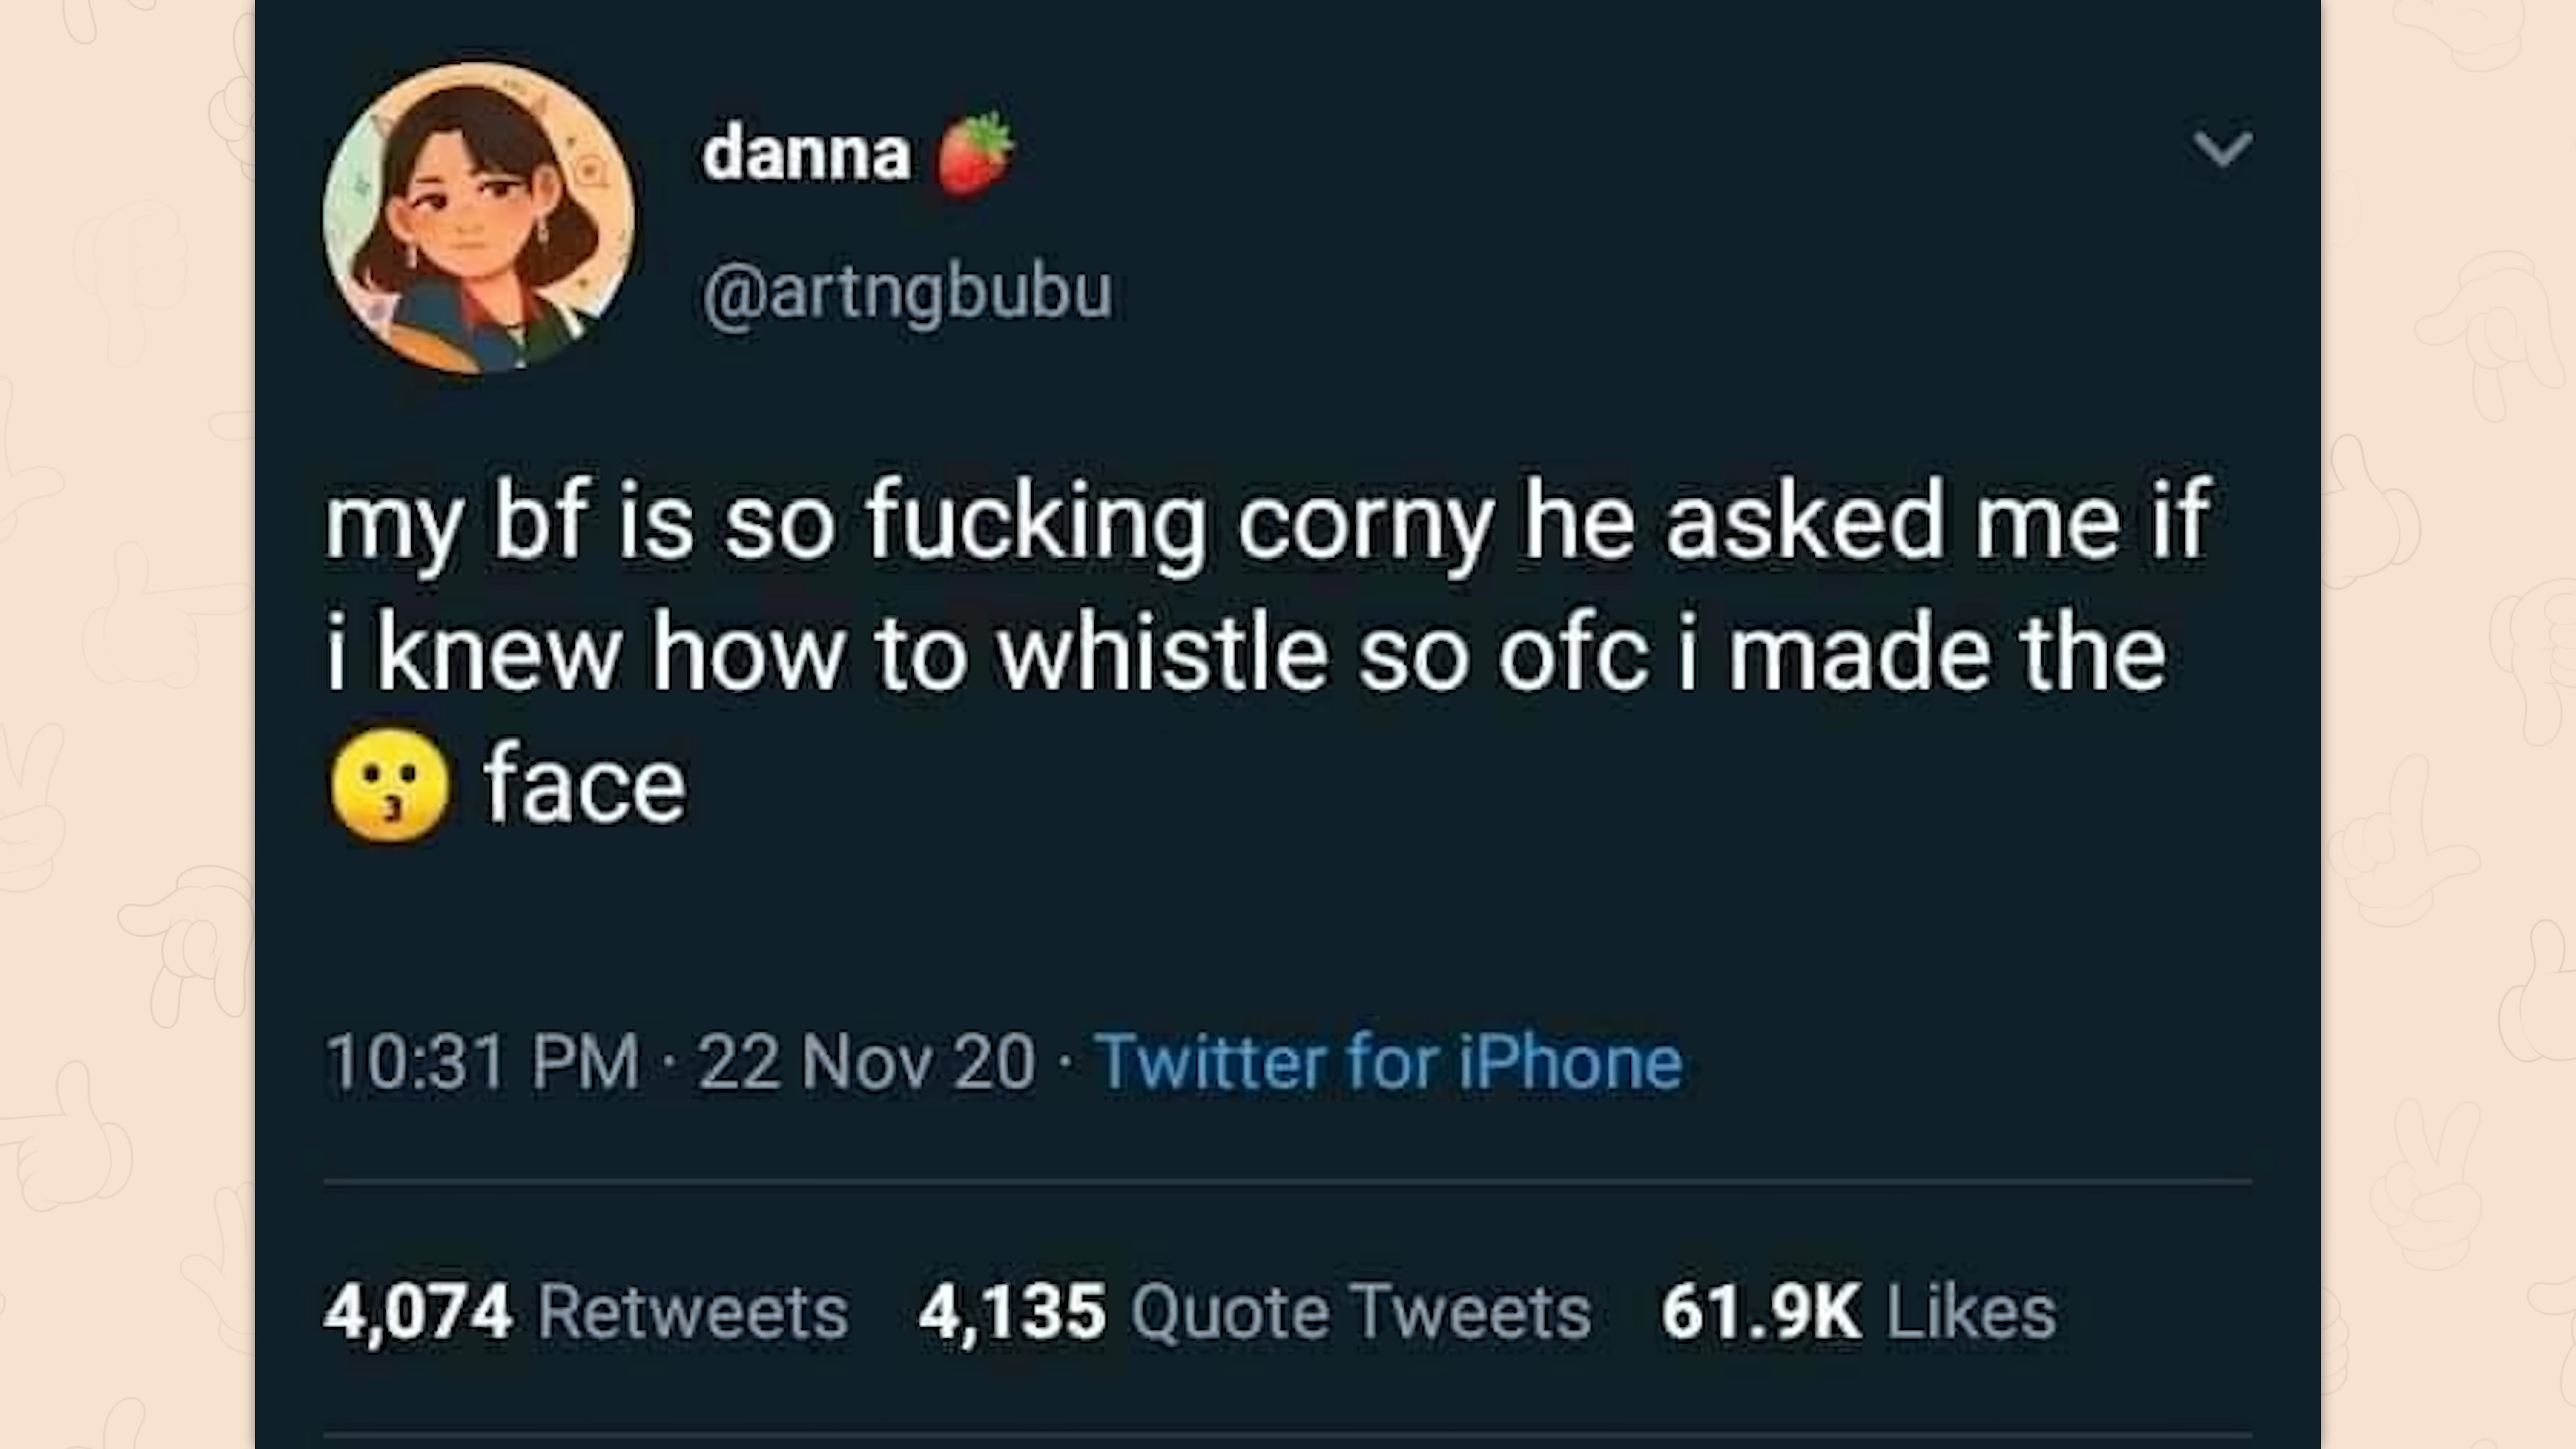 danna 🍓
@artngbubu
my bf is so fucking corny he asked me if
i knew how to whistle so ofc i made the
😗 face
10:31 PM · 22 Nov 20 · Twitter for iPhone
4,074 Retweets 4,135 Quote Tweets 61.9K Likes